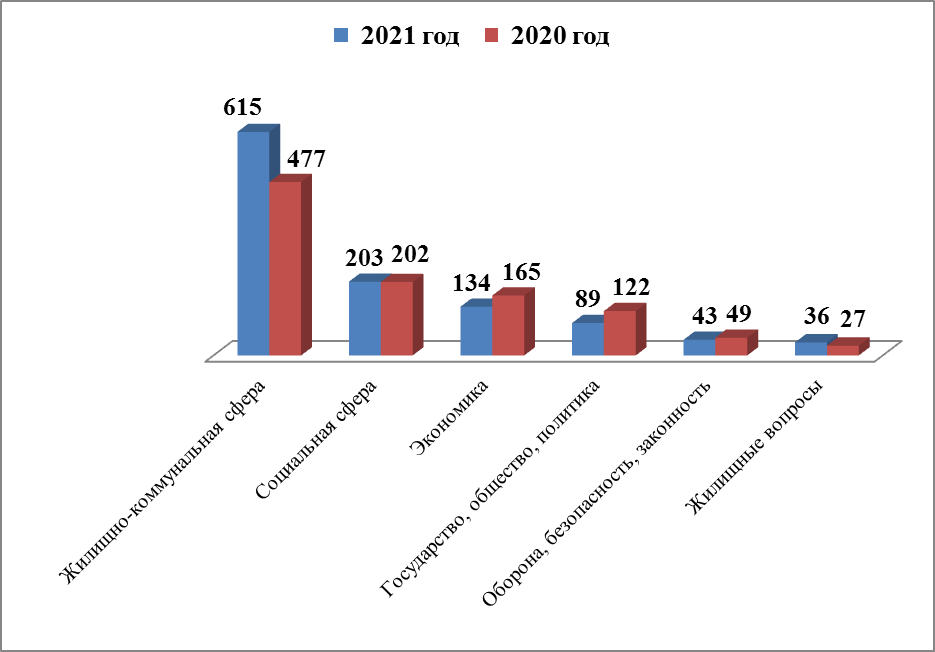 2021 год 2020 год
615
477
203 202
134 165
89 122
43 49
36 27
Жилищно-коммунальная сфера
Социальная сфера
Экономика
Государство, общество, политика
Оборона, безопасность, законность
Жилищные вопросы